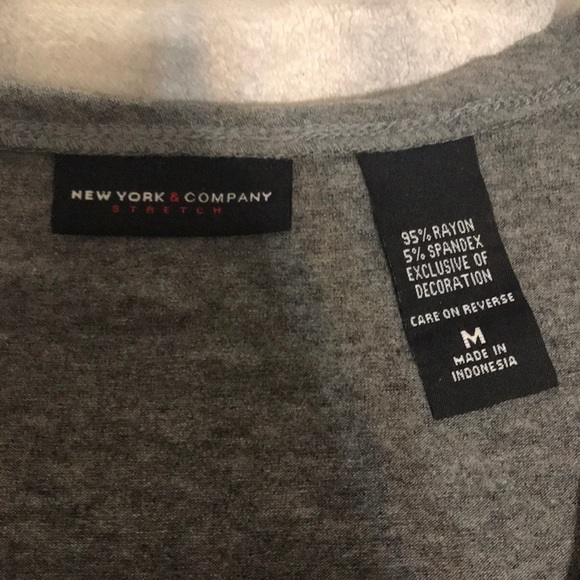 NEW YORK & COMPANY
STRETCH
95% RAYON
5% SPANDEX
EXCLUSIVE OF
DECORATION
CARE ON REVERSE
M
MADE IN
INDONESIA